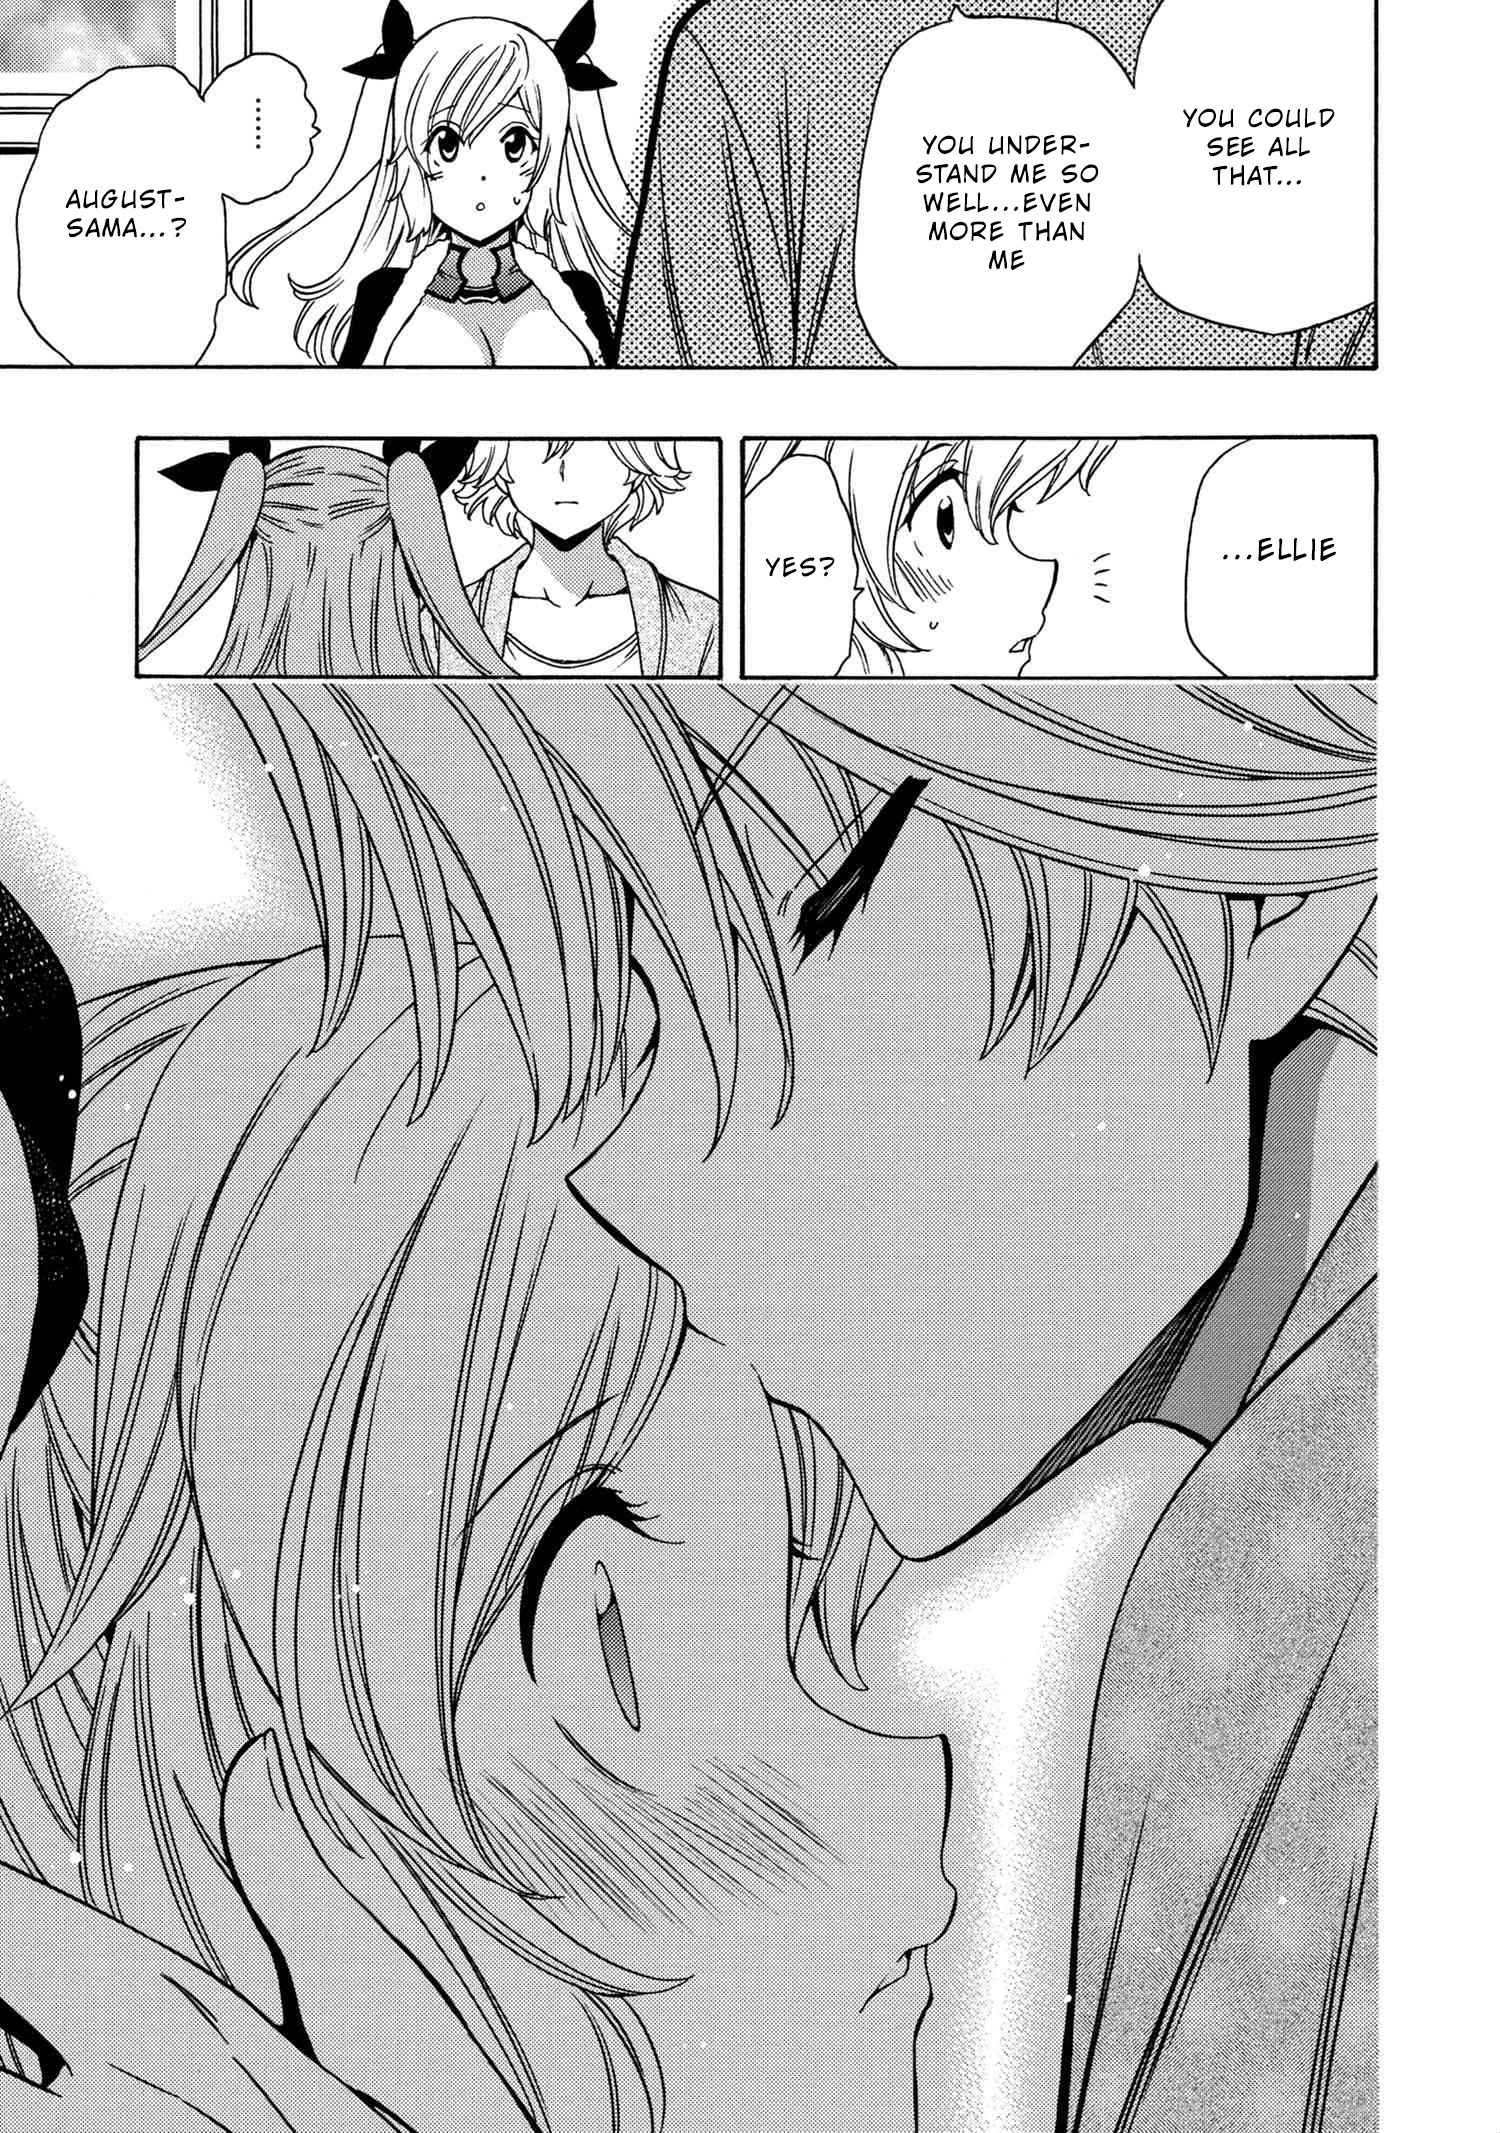 YOU COULD
SEE ALL
THAT...
YOU UNDER-
STAND ME SO
WELL...EVEN
MORE THAN
ME
......
AUGUST-
SAMA...?
...ELLIE
YES?